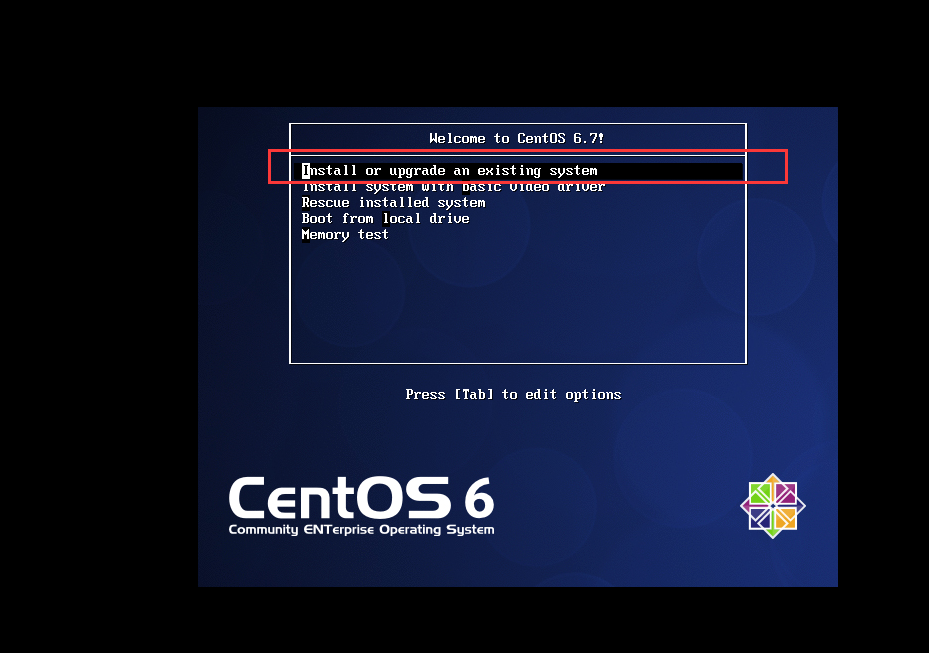 Welcome to CentOS 6.7!
Install or upgrade an existing system
Install system with basic video driver
Rescue installed system
Boot from local drive
Memory test
Press [Tab] to edit options
CentOS 6
Community ENTerprise Operating System